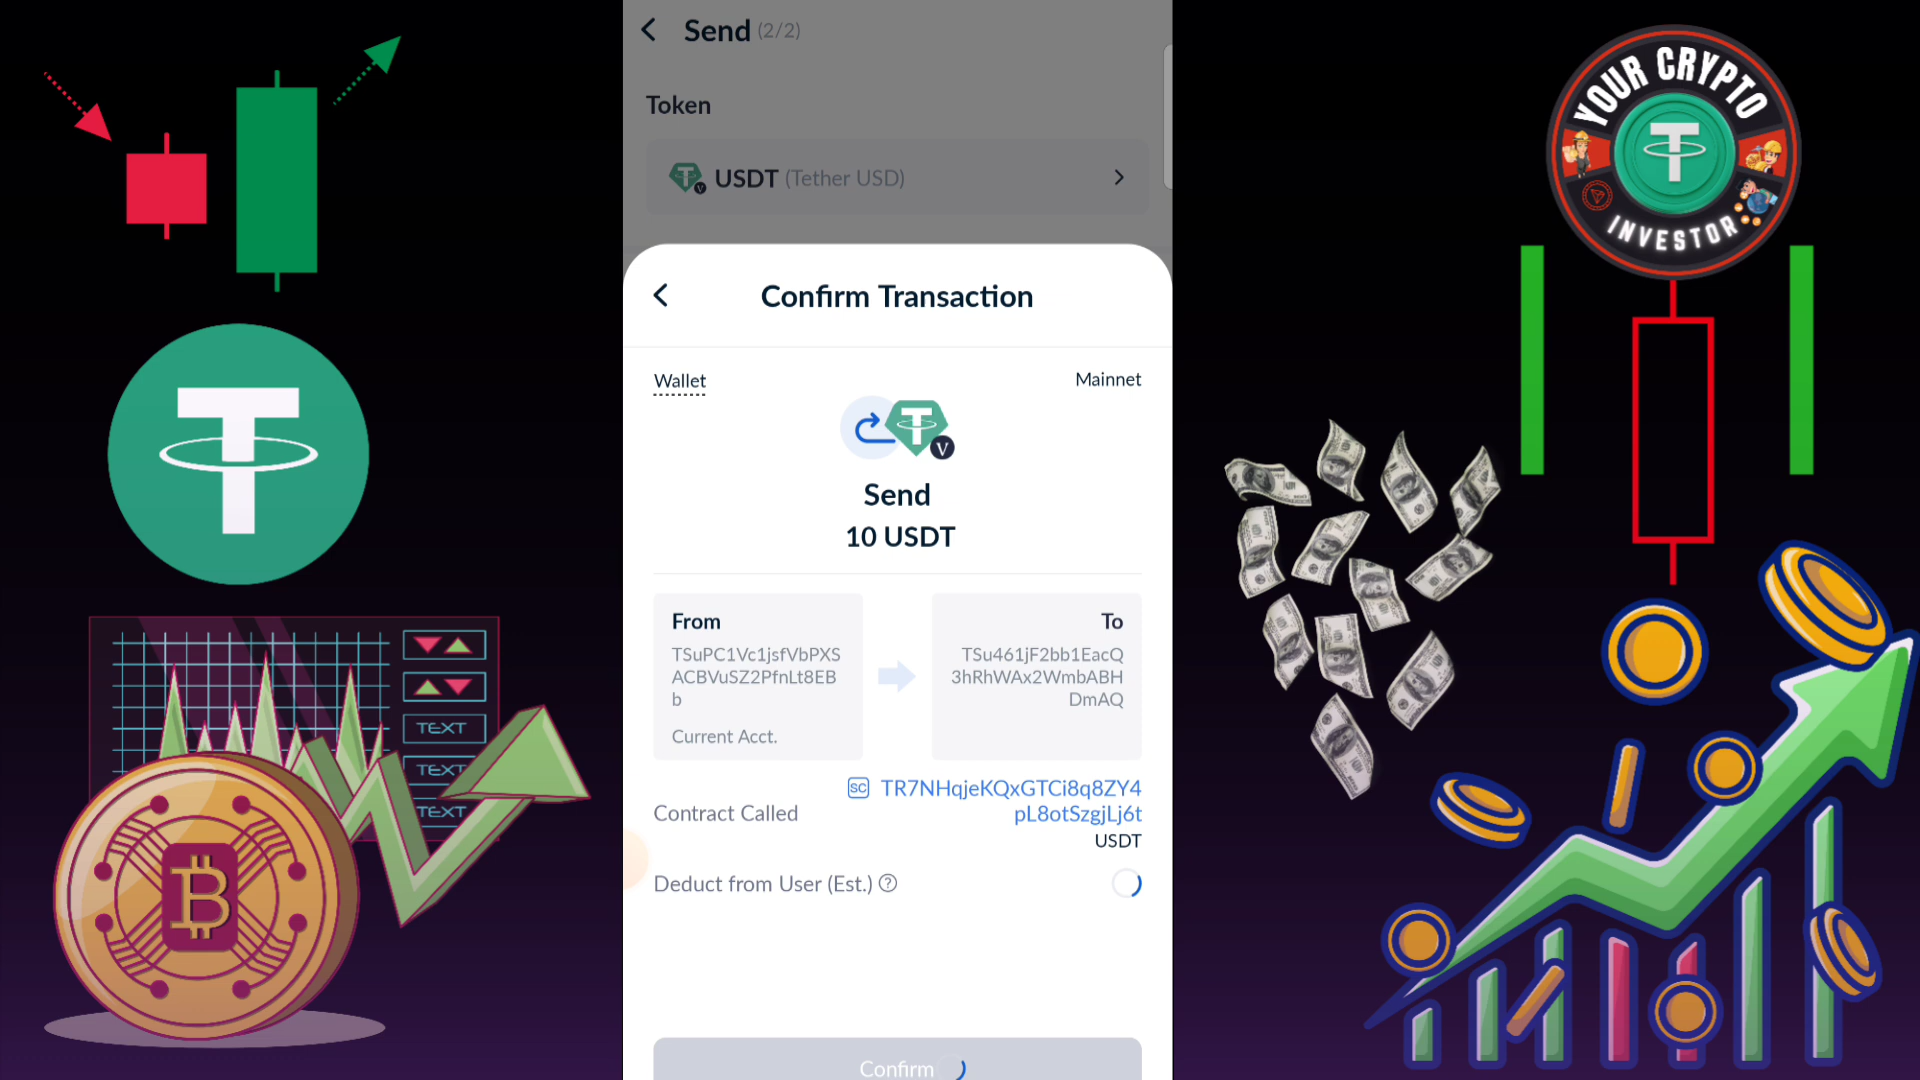 Send (2/2)
Token
USDT (Tether USD)
Confirm Transaction
Wallet
Mainnet
V
Send
10 USDT
From
TSuPC1Vc1jsfVbPXS
ACBVuSZ2PfnLt8EB
b
Current Acct.
To
TSu461jF2bb1EacQ
3hRhWAx2WmbABH
DmAQ
Contract Called
SC TR7NHqjeKQxGTCi8q8ZY4
pL8otSzgjLj6t
USDT
Deduct from User (Est.) ?
Confirm
TEXT
TEXT
TEXT
YOUR CRYPTO
INVESTOR